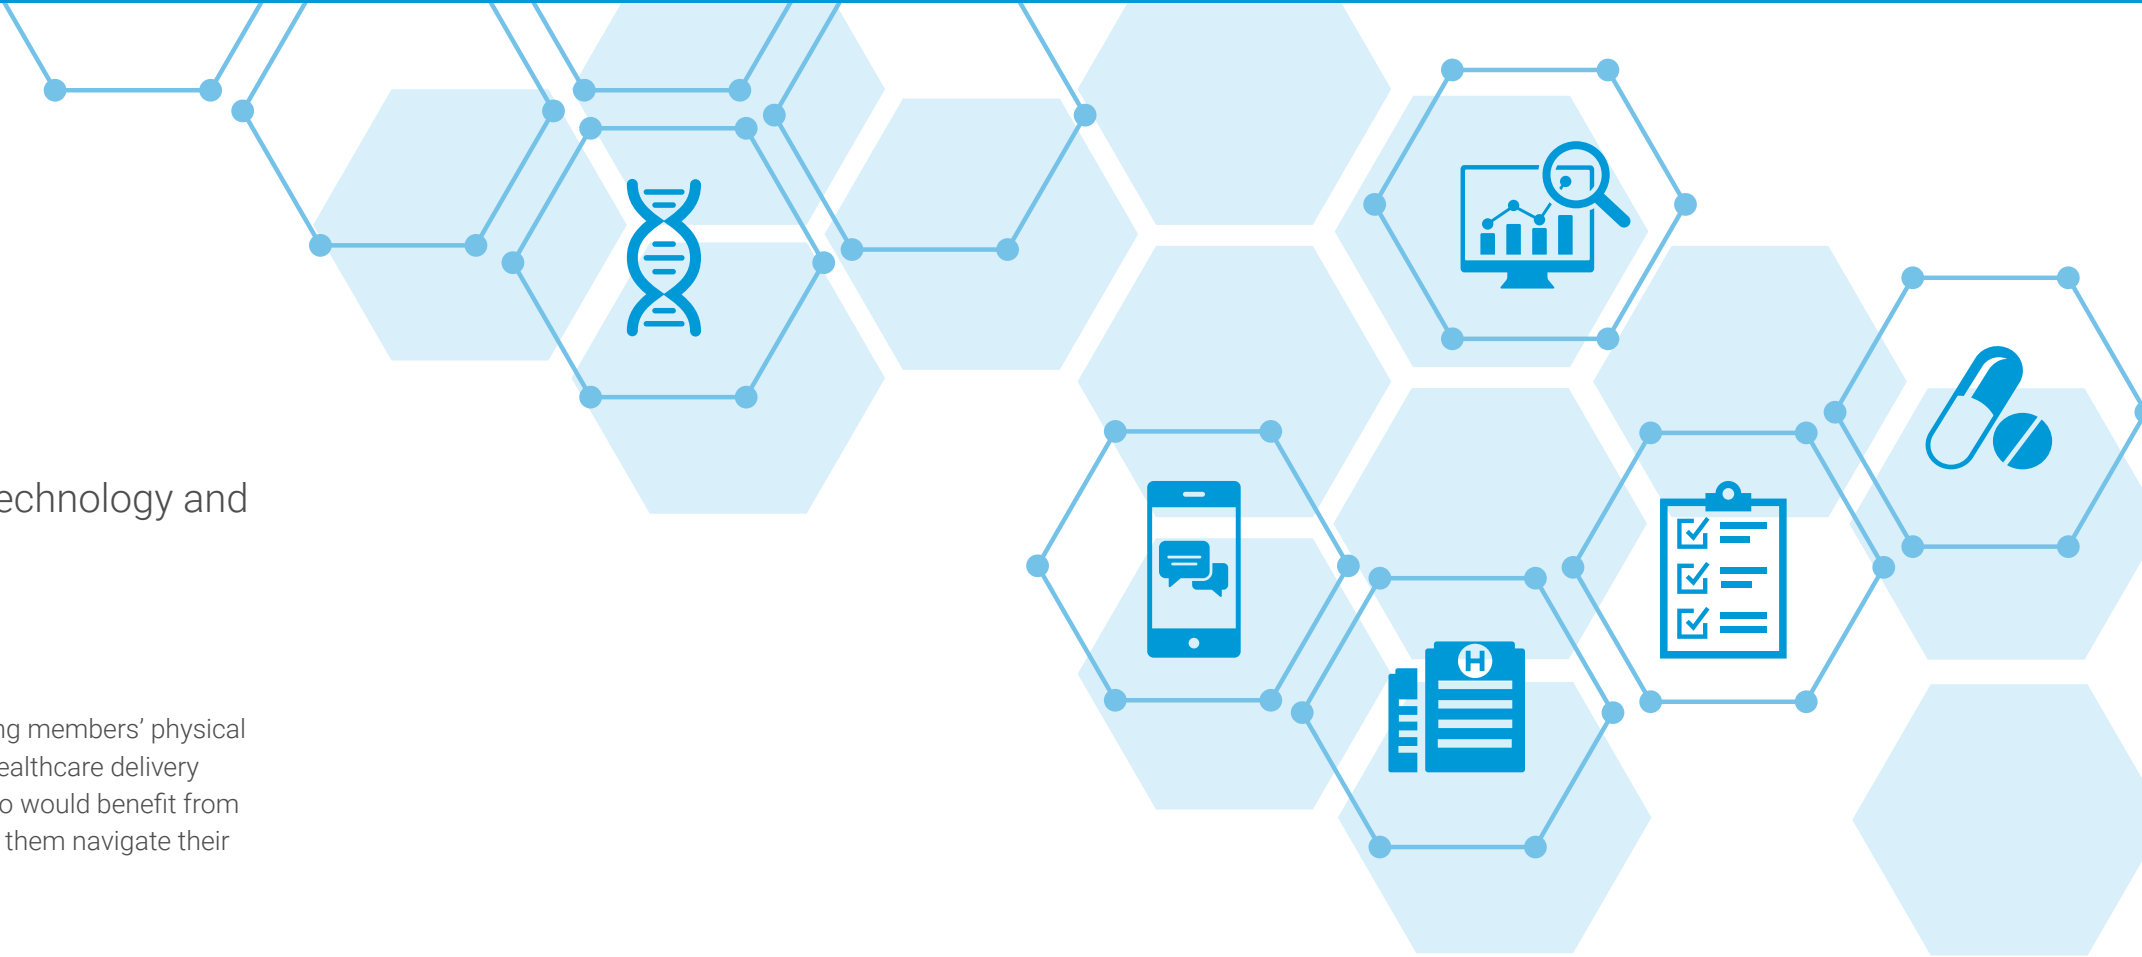 echnology and
ng members’ physical
ealthcare delivery
o would benefit from
them navigate their
H